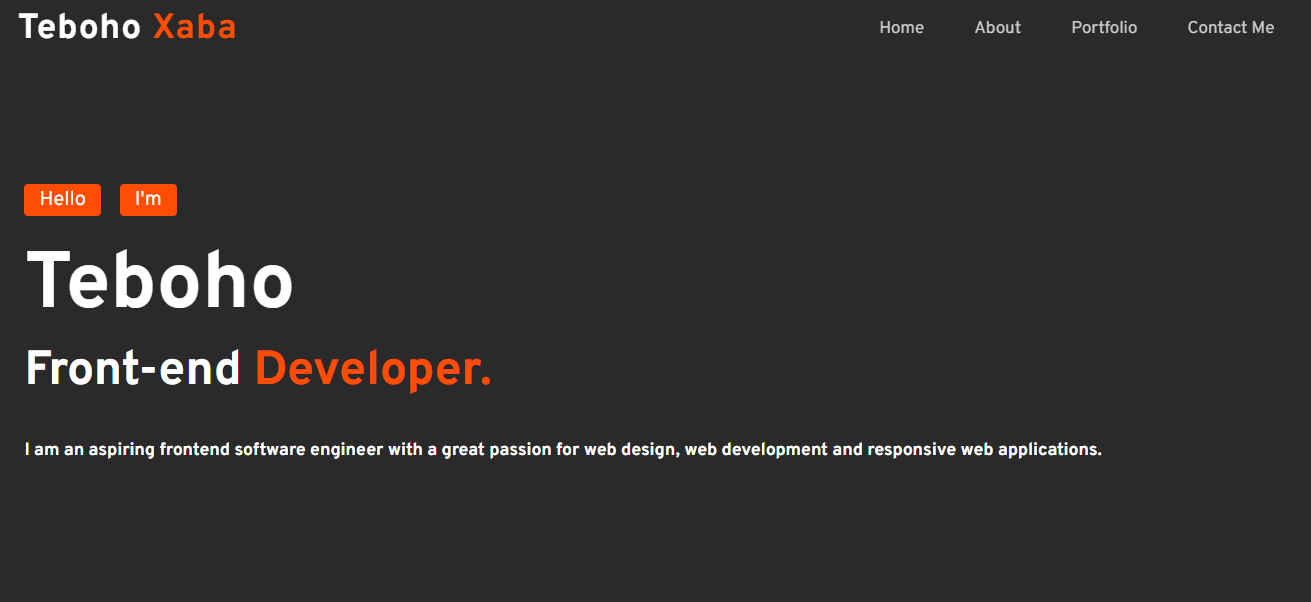 Teboho Xaba Home About Portfolio Contact Me
Hello I'm
Teboho
Front-end Developer.
I am an aspiring frontend software engineer with a great passion for web design, web development and responsive web applications.